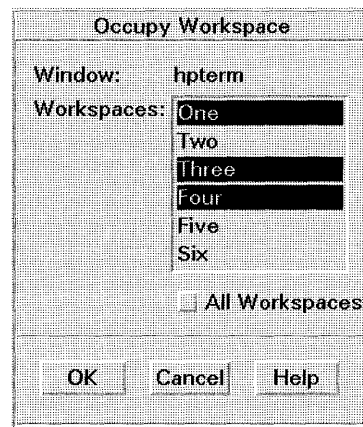 Occupy Workspace
Window: hpterm
Workspaces: One
Two
Three
Four
Five
Six
All Workspaces
OK Cancel Help